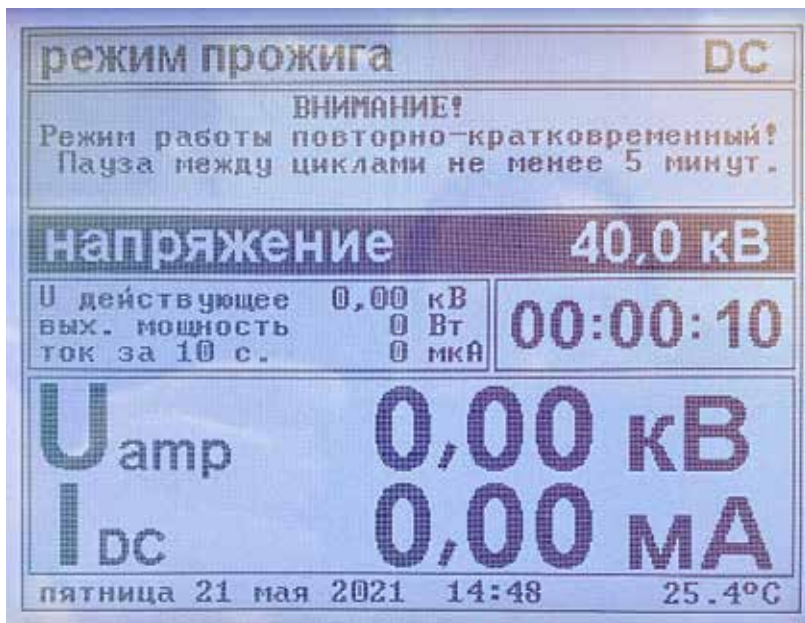 режим прожига DC
ВНИМАНИЕ!
Режим работы повторно-кратковременный!
Пауза между циклами не менее 5 минут.
напряжение 40,0 кВ
U действующее 0,00 кВ
вых. мощность 0 Вт
ток за 10 с. 0 мкА
00:00:10
Uamp 0,00 кВ
IDC 0,00 мА
пятница 21 мая 2021 14:48 25.4°C